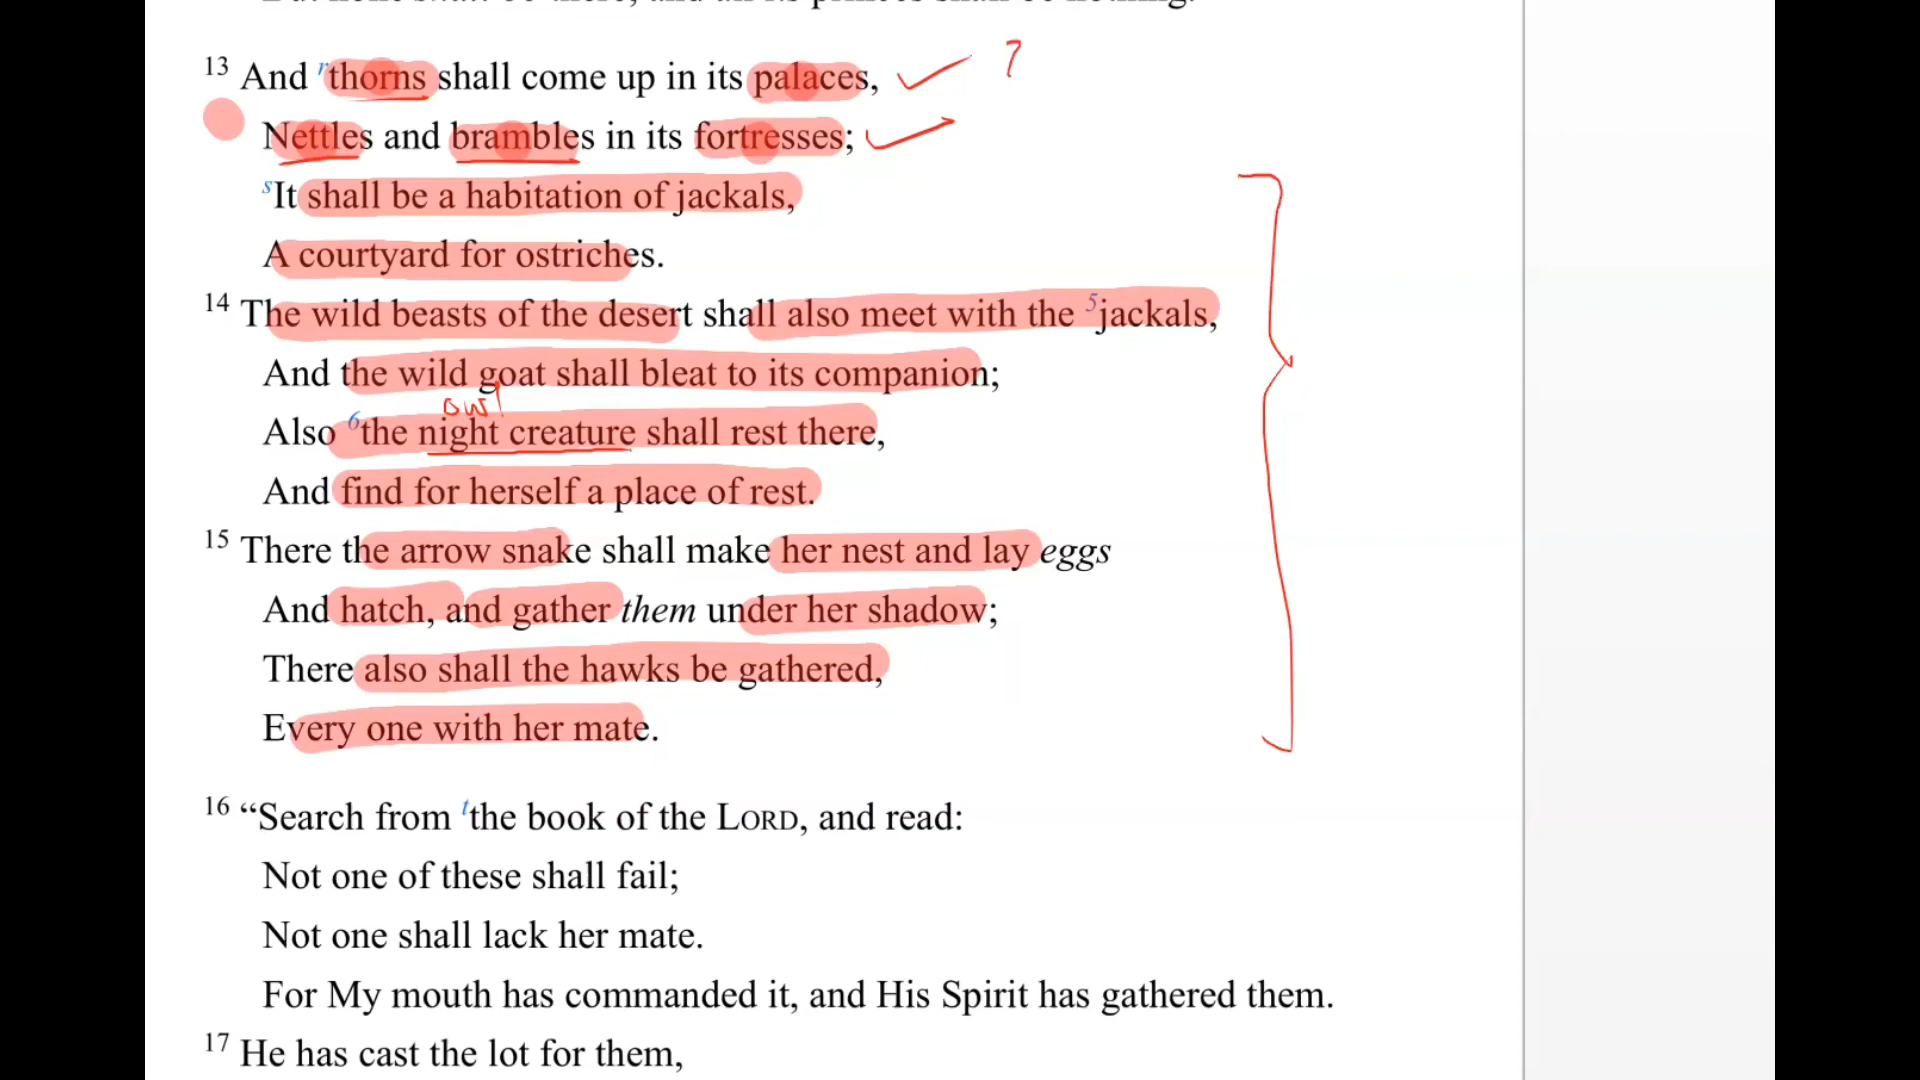 13 And r thorns shall come up in its palaces, ?
Nettles and brambles in its fortresses;
s It shall be a habitation of jackals,
A courtyard for ostriches.
14 The wild beasts of the desert shall also meet with the 5 jackals,
And the wild goat shall bleat to its companion;
owl
Also 6 the night creature shall rest there,
And find for herself a place of rest.
15 There the arrow snake shall make her nest and lay eggs
And hatch, and gather them under her shadow;
There also shall the hawks be gathered,
Every one with her mate.
16 “Search from t the book of the LORD, and read:
Not one of these shall fail;
Not one shall lack her mate.
For My mouth has commanded it, and His Spirit has gathered them.
17 He has cast the lot for them,